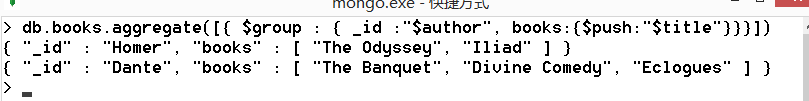 mongo.exe - 快捷方式
> db.books.aggregate([{ $group : { _id :"$author", books:{$push:"$title"}}}])
{ "_id" : "Homer", "books" : [ "The Odyssey", "Iliad" ] }
{ "_id" : "Dante", "books" : [ "The Banquet", "Divine Comedy", "Eclogues" ] }
> _